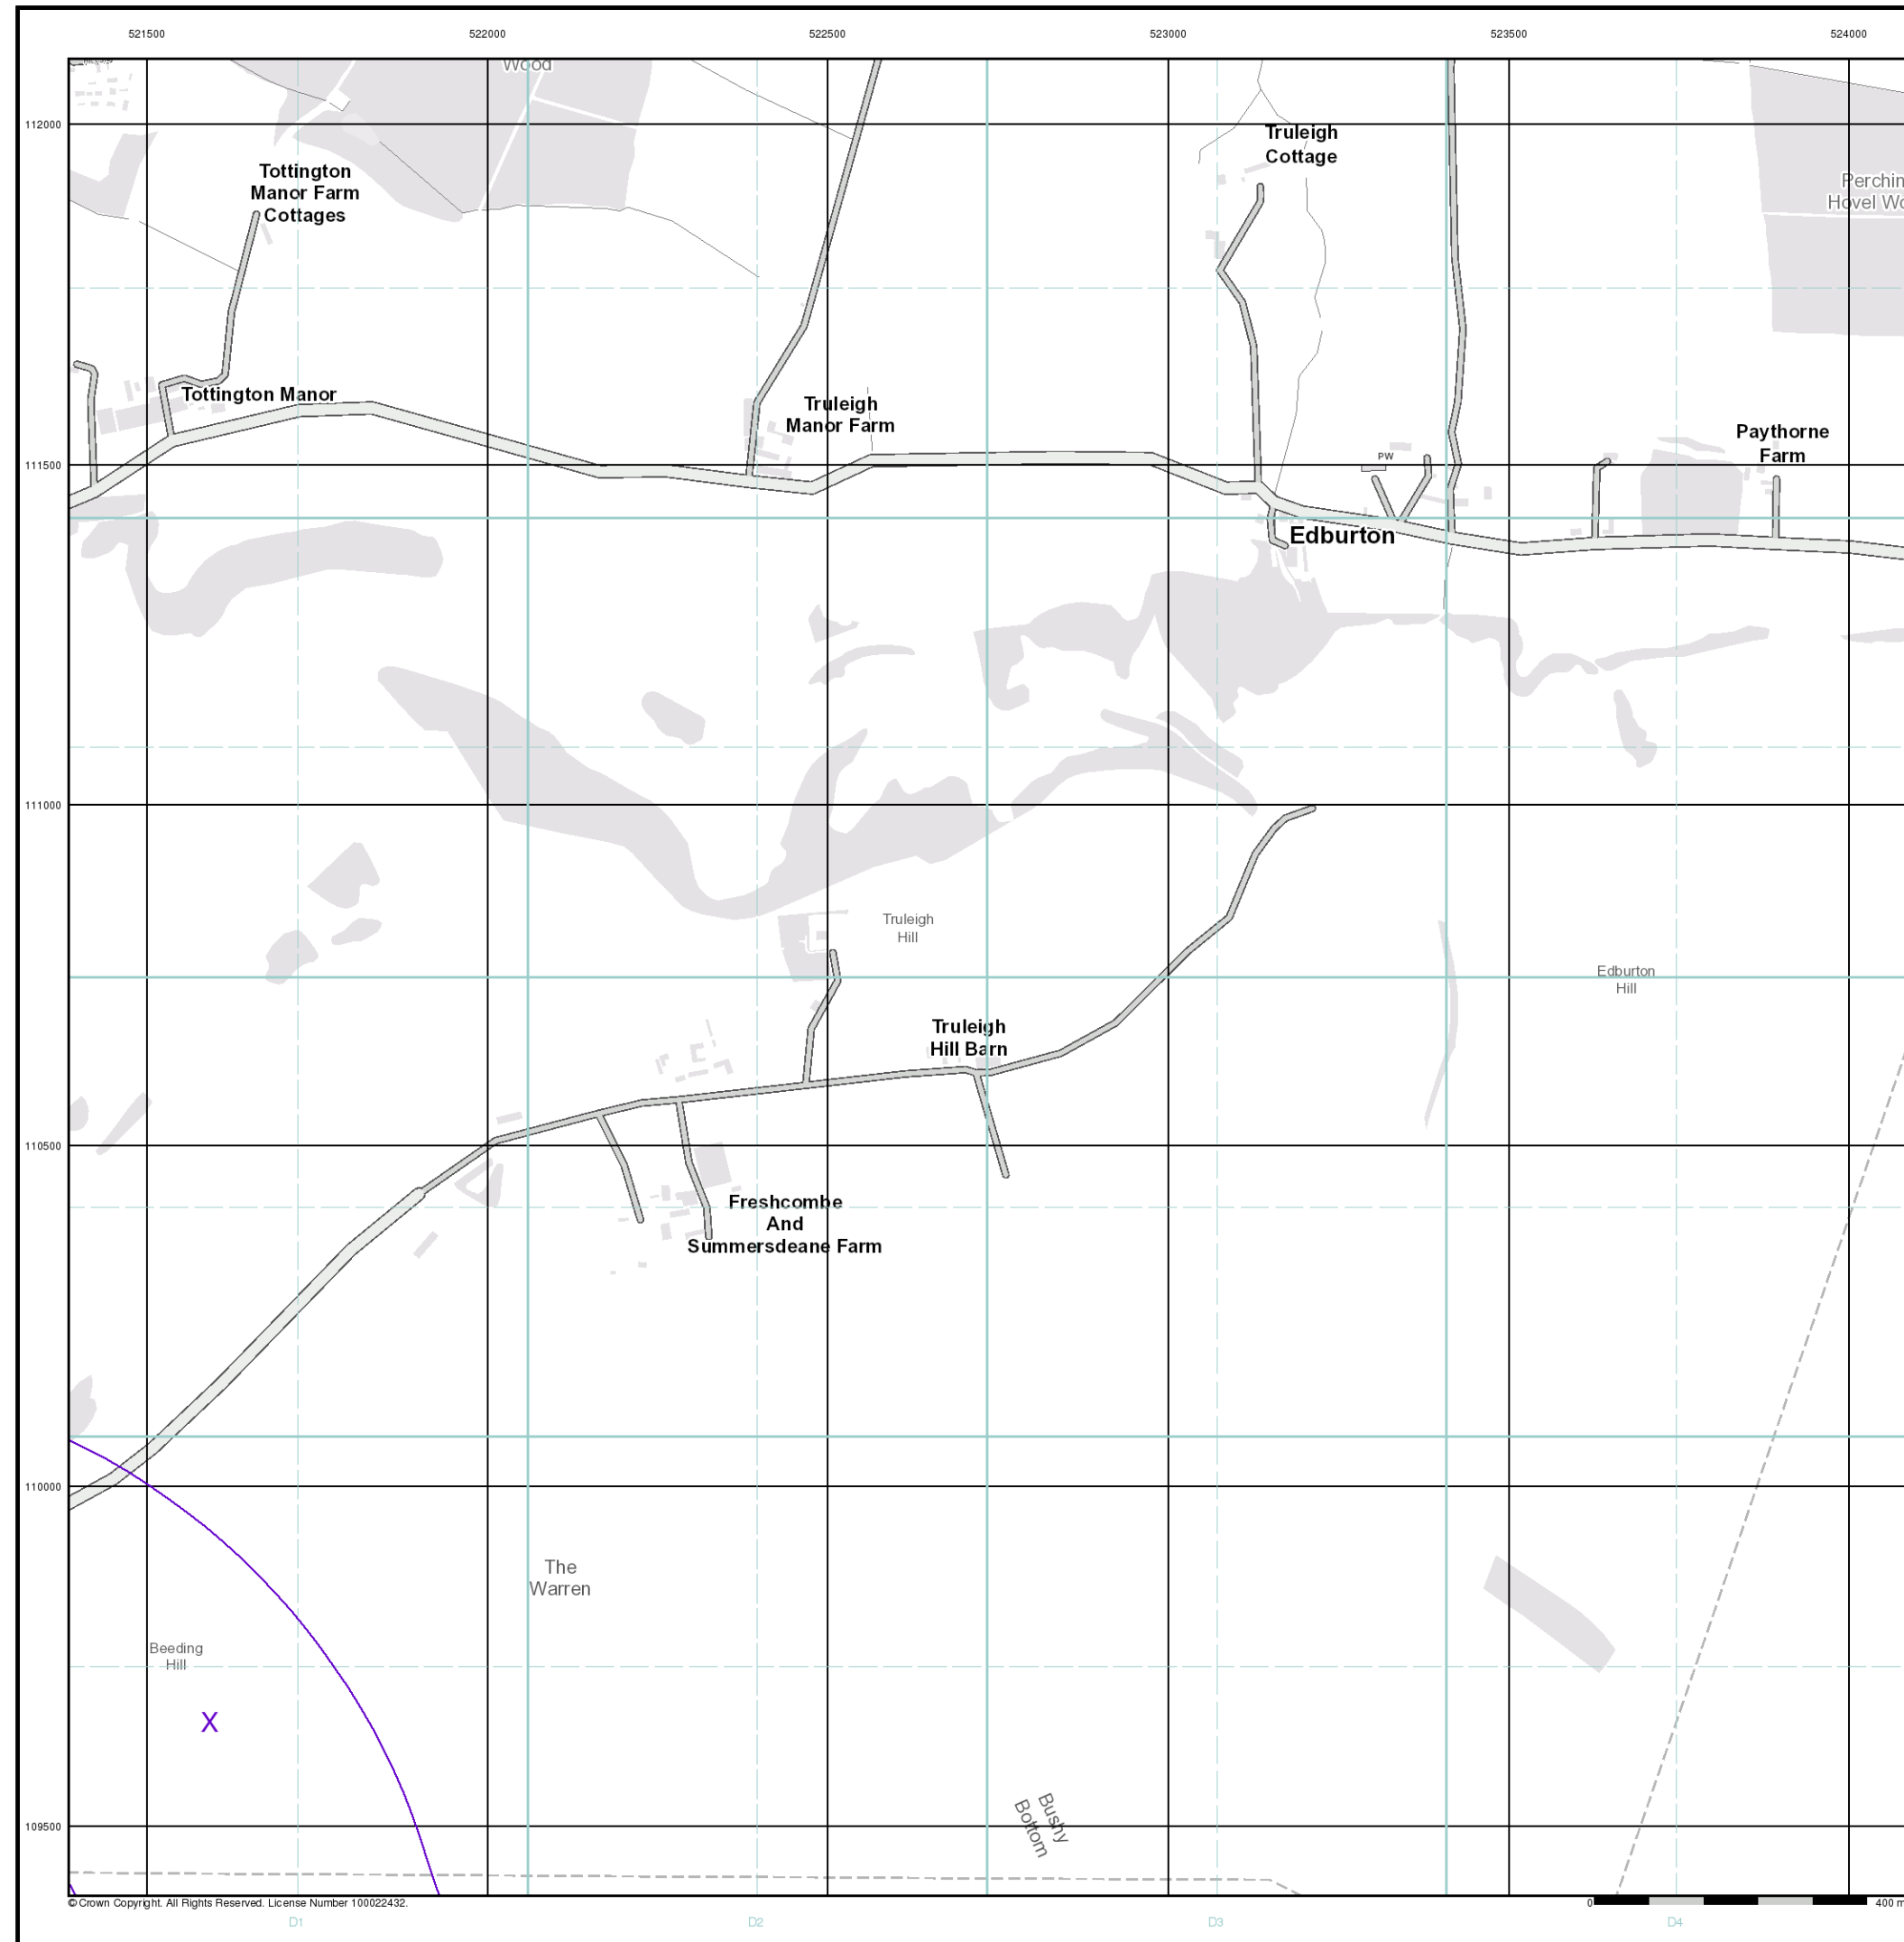 521500 522000 522500 523000 523500 524000
Wood
112000
Truleigh
Cottage
Tottington
Manor Farm
Cottages
Tottington Manor
Truleigh
Manor Farm
Paythorne
Farm
PW
111500
Edburton
111000
Truleigh
Hill
Edburton
Hill
Truleigh
Hill Barn
110500
Freshcombe
And
Summersdeane Farm
110000
The
Warren
Beeding
Hill
X
Bushy
Bottom
109500
© Crown Copyright. All Rights Reserved. License Number 100022432.
0 400 m
D1 D2 D3 D4